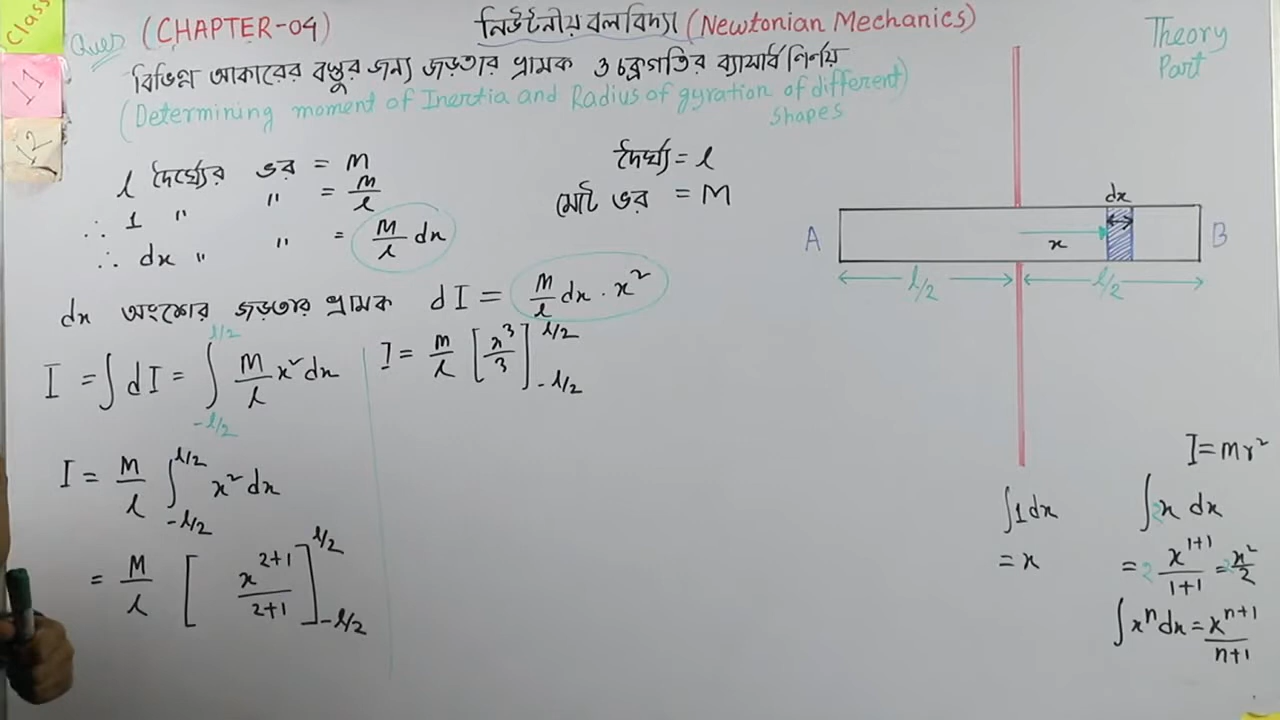 Class
11
12
Ques (CHAPTER-04) নিউটনীয় বলবিদ্যা (Newtonian Mechanics)
Theory
Part
বিভিন্ন আকারের বস্তুর জন্য জড়তার ভ্রামক ও চক্রগতির ব্যাসার্ধ নির্ণয়
(Determining moment of Inertia and Radius of gyration of different)
shapes
l দৈর্ঘ্যের ভর = M
∴ 1 " " = M/l
∴ dx " " = M/l dx
দৈর্ঘ্য = l
মোট ভর = M
dx
A
x
B
l/2 l/2
dx অংশের জড়তার ভ্রামক dI = M/l dx · x²
I = ∫ dI = ∫_{-l/2}^{l/2} M/l x² dx
I = M/l ∫_{-l/2}^{l/2} x² dx
= M/l [x^{2+1}/2+1]_{-l/2}^{l/2}
I = M/l [x³/3]_{-l/2}^{l/2}
I = mr²
∫1dx
= x
∫2x dx
= 2 x^{1+1}/1+1 = 2 x²/2
∫xⁿdx = x^{n+1}/n+1